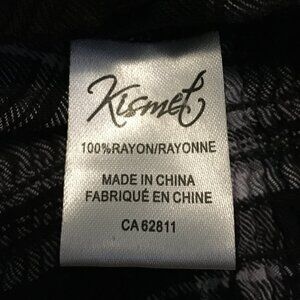 Kismet
100%RAYON/RAYONNE
MADE IN CHINA
FABRIQUÉ EN CHINE
CA 62811